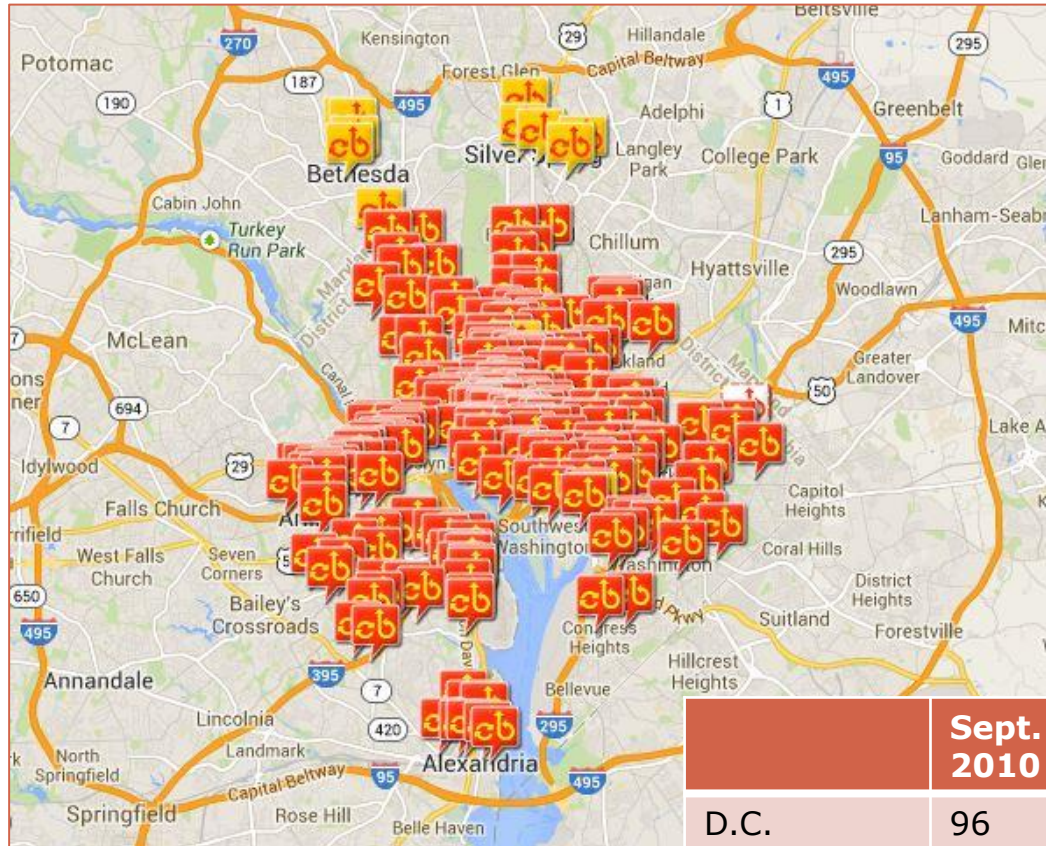 Beltsville
270
Kensington
29
Hillandale
295
Potomac
187
Forest Glen
Capital Beltway
495
190
495
Adelphi
1
Greenbelt
Silver Spring
Langley
Park
College Park
95
Goddard
Bethesda
Cabin John
Lanham-Seab
Turkey
Run Park
Chillum
295
Hyattsville
Woodlawn
495
McLean
Greater
Landover
50
694
7
29
Idylwood
Falls Church
Capitol
Heights
West Falls
Church
Seven
Corners
Southwes
Washington
Coral Hills
650
Bailey's
Crossroads
District
Heights
495
Suitland
Forestville
Congress
Heights
395
Annandale
7
Hillcrest
Heights
Bellevue
Lincolnia
420
295
Landmark
North
Springfield
Alexandria
Capital Beltway
95
495
Springfield
Rose Hill
Belle Haven
Sept.
2010
D.C. 96